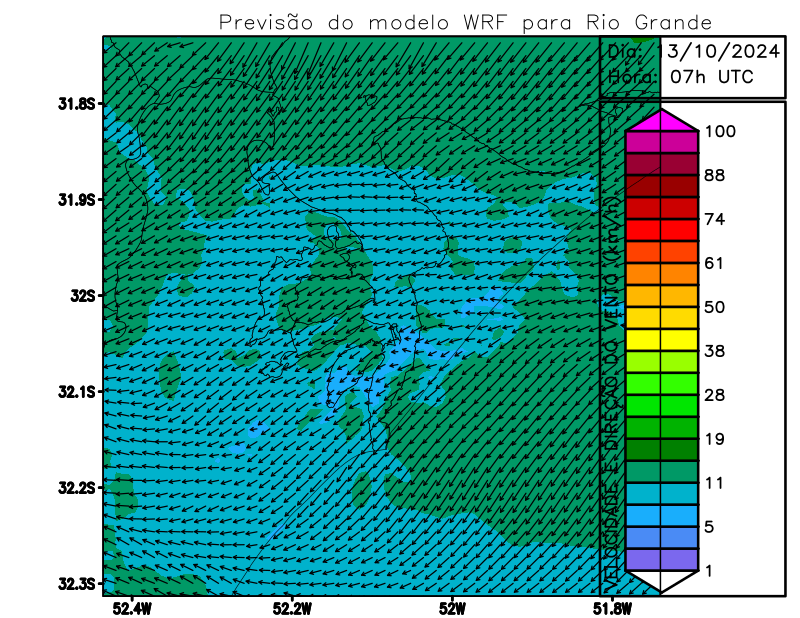 Previsão do modelo WRF para Rio Grande
Dia: 13/10/2024
Hora: 07h UTC
31.8S
31.9S
32S
32.1S
32.2S
32.3S
52.4W
52.2W
52W
51.8W
VELOCIDADE E DIREÇÃO DO VENTO (km/h)
100
88
74
61
50
38
28
19
11
5
1